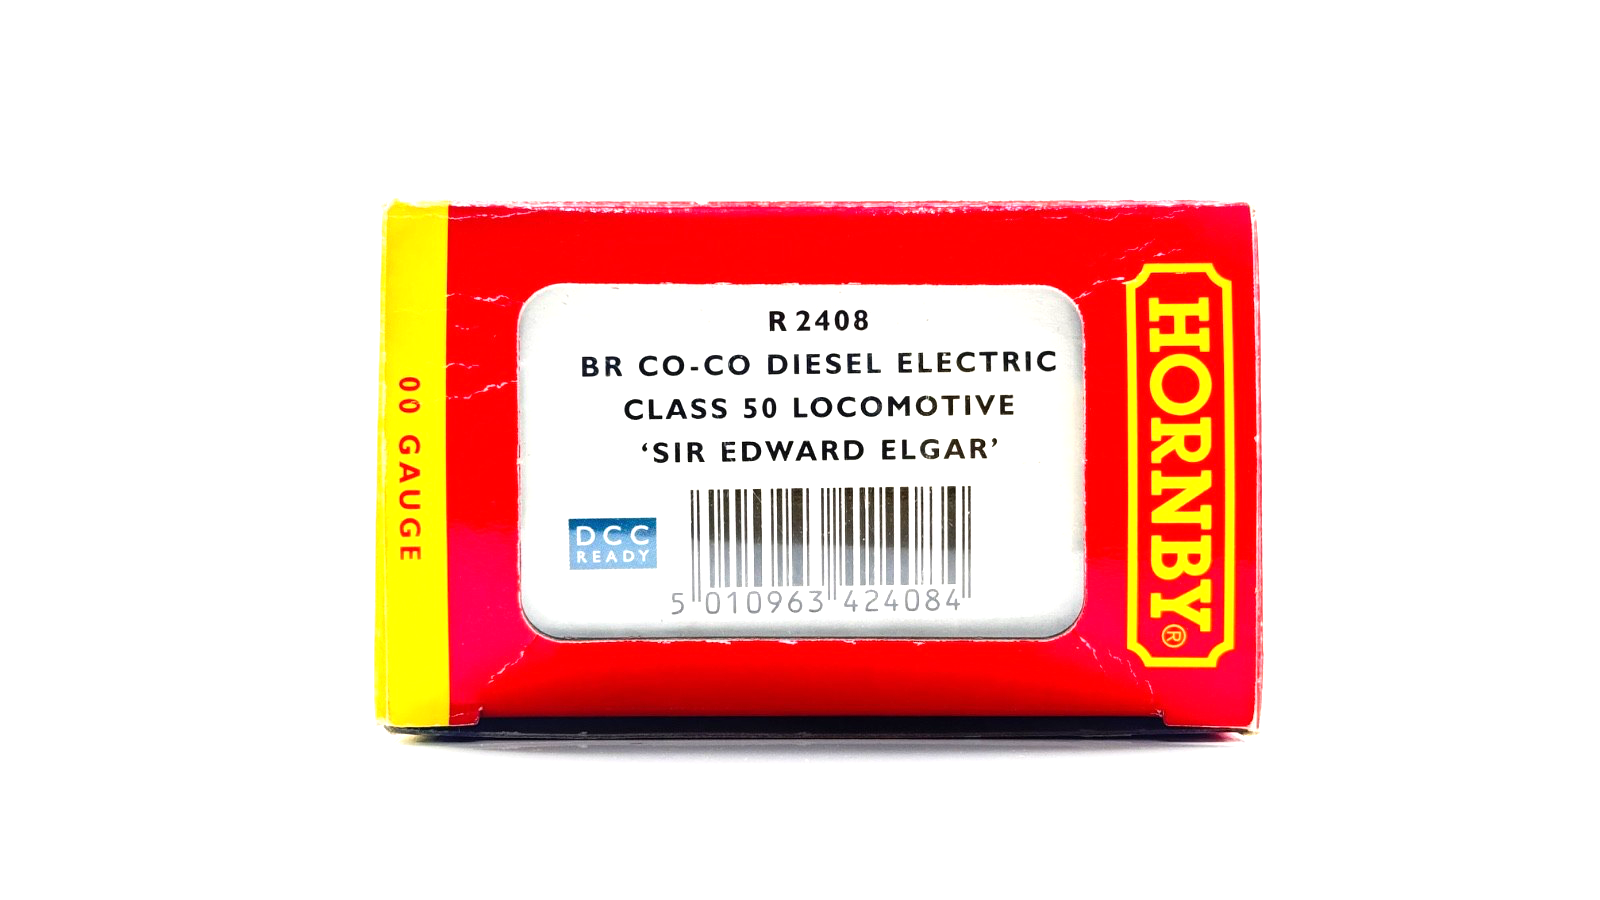 00 GAUGE
R 2408
BR CO-CO DIESEL ELECTRIC
CLASS 50 LOCOMOTIVE
‘SIR EDWARD ELGAR’
DCC
READY
5 010963 424084
HORNBY®